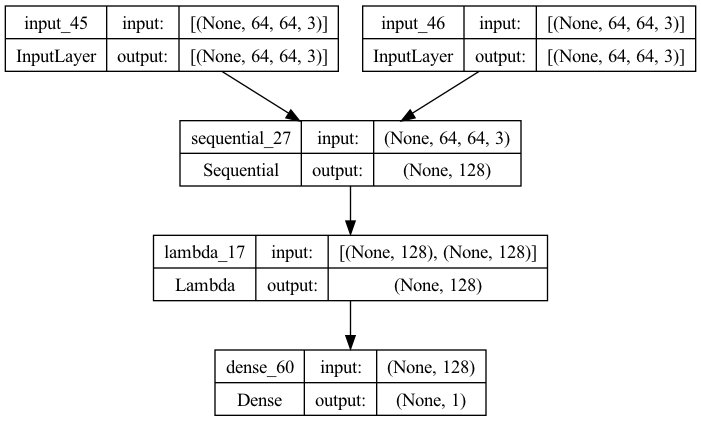 input_45 input: [(None, 64, 64, 3)]
InputLayer output: [(None, 64, 64, 3)]
input_46 input: [(None, 64, 64, 3)]
InputLayer output: [(None, 64, 64, 3)]
sequential_27 input: (None, 64, 64, 3)
Sequential output: (None, 128)
lambda_17 input: [(None, 128), (None, 128)]
Lambda output: (None, 128)
dense_60 input: (None, 128)
Dense output: (None, 1)